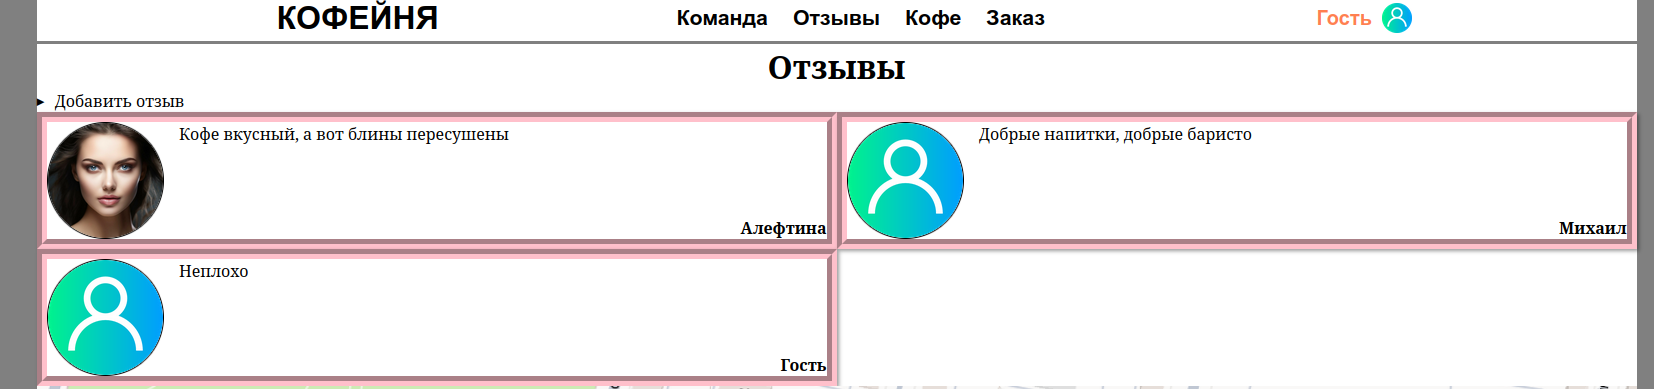 КОФЕЙНЯ Команда Отзывы Кофе Заказ Гость
Отзывы
Добавить отзыв
Кофе вкусный, а вот блины пересушены
Алефтина
Добрые напитки, добрые баристо
Михаил
Неплохо
Гость